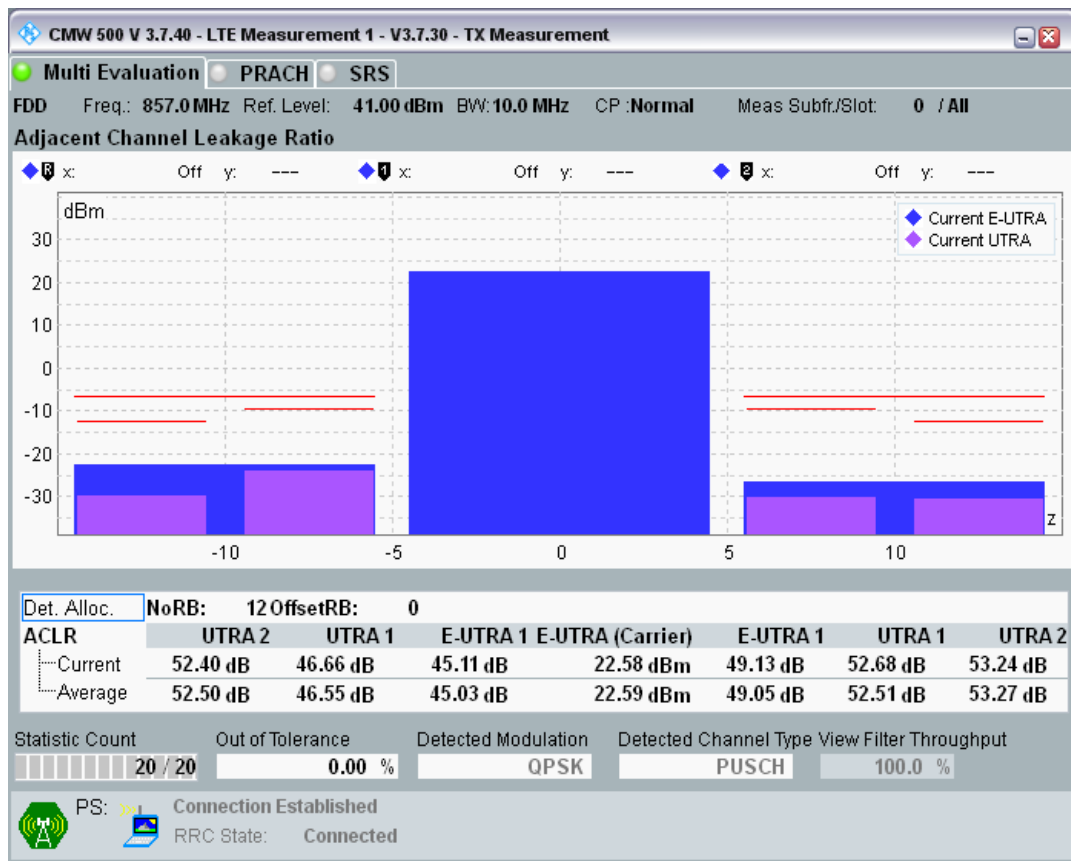 CMW 500 V 3.7.40 - LTE Measurement 1 - V3.7.30 - TX Measurement
Multi Evaluation PRACH SRS
FDD Freq.: 857.0 MHz Ref. Level: 41.00 dBm BW: 10.0 MHz CP :Normal Meas Subfr./Slot: 0 / All
Adjacent Channel Leakage Ratio
R x: Off y: --- 1 x: Off y: --- 2 x: Off y: ---
dBm
Current E-UTRA
Current UTRA
30
20
10
0
-10
-20
-30
z
-10 -5 0 5 10
Det. Alloc. NoRB: 12 OffsetRB: 0
ACLR UTRA 2 UTRA 1 E-UTRA 1 E-UTRA (Carrier) E-UTRA 1 UTRA 1 UTRA 2
Current 52.40 dB 46.66 dB 45.11 dB 22.58 dBm 49.13 dB 52.68 dB 53.24 dB
Average 52.50 dB 46.55 dB 45.03 dB 22.59 dBm 49.05 dB 52.51 dB 53.27 dB
Statistic Count Out of Tolerance Detected Modulation Detected Channel Type View Filter Throughput
20 / 20 0.00 % QPSK PUSCH 100.0 %
PS: Connection Established
RRC State: Connected